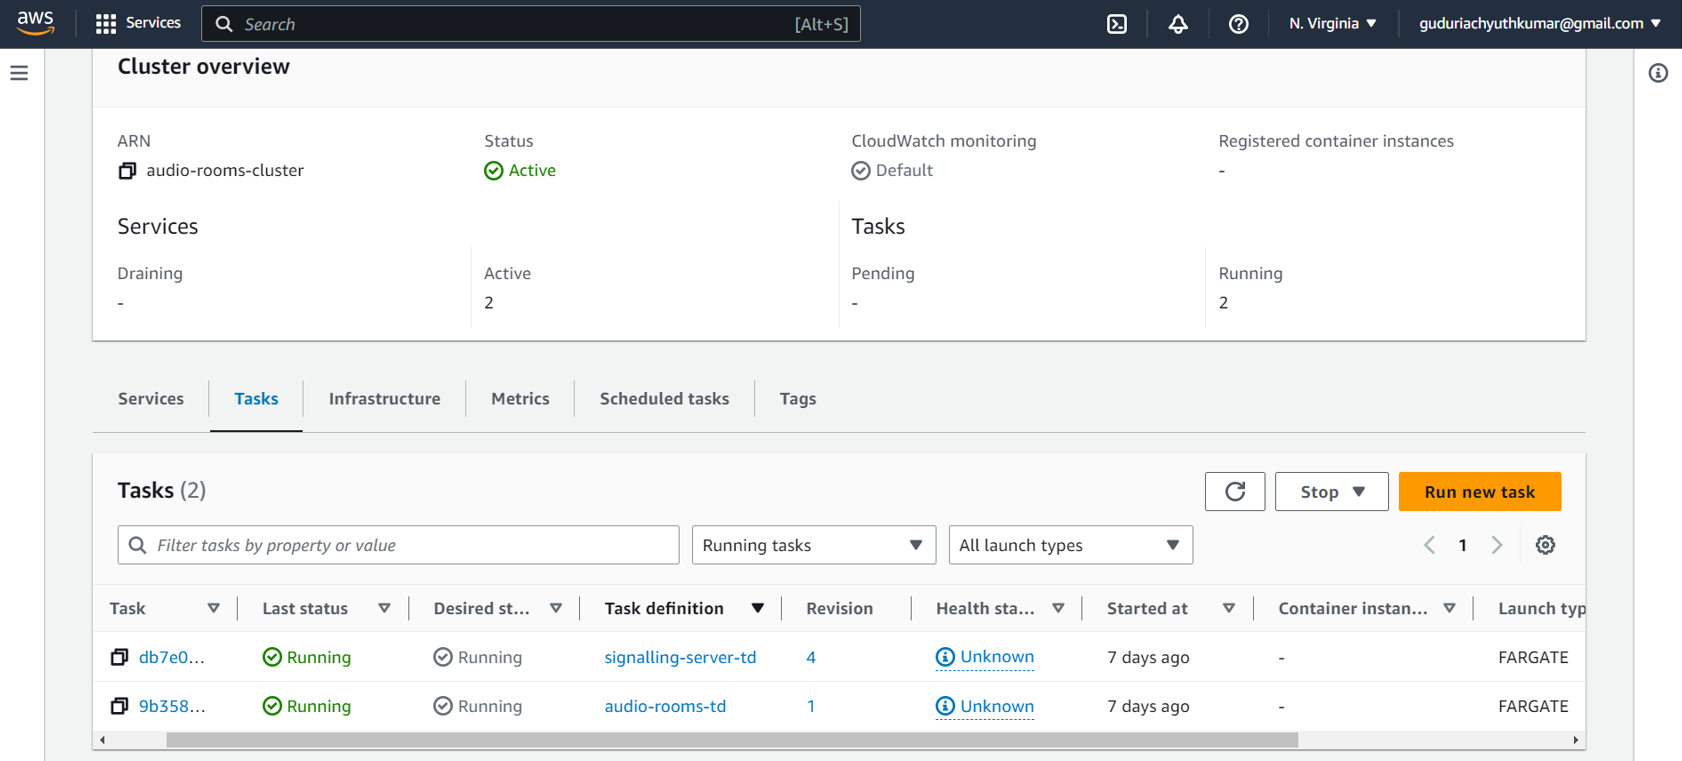 aws Services Search [Alt+S] N. Virginia guduriachyuthkumar@gmail.com
Cluster overview
ARN Status CloudWatch monitoring Registered container instances
audio-rooms-cluster Active Default -
Services Tasks
Draining Active Pending Running
- 2 - 2
Services Tasks Infrastructure Metrics Scheduled tasks Tags
Tasks (2) Stop Run new task
Filter tasks by property or value Running tasks All launch types 1
Task Last status Desired st... Task definition Revision Health sta... Started at Container instan... Launch typ
db7e0... Running Running signalling-server-td 4 Unknown 7 days ago - FARGATE
9b358... Running Running audio-rooms-td 1 Unknown 7 days ago - FARGATE